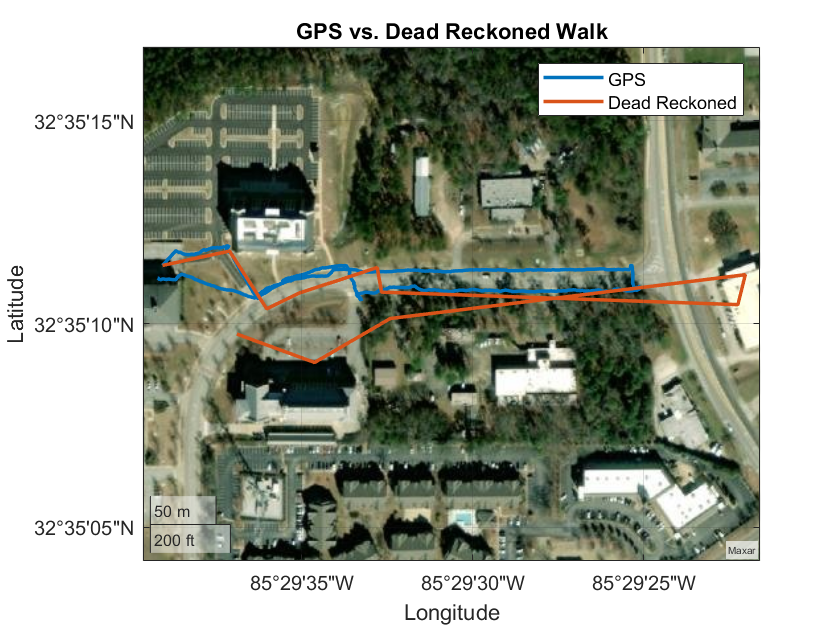 GPS vs. Dead Reckoned Walk
GPS
Dead Reckoned
32°35'15"N
32°35'10"N
32°35'05"N
Latitude
50 m
200 ft
Maxar
85°29'35"W
85°29'30"W
85°29'25"W
Longitude